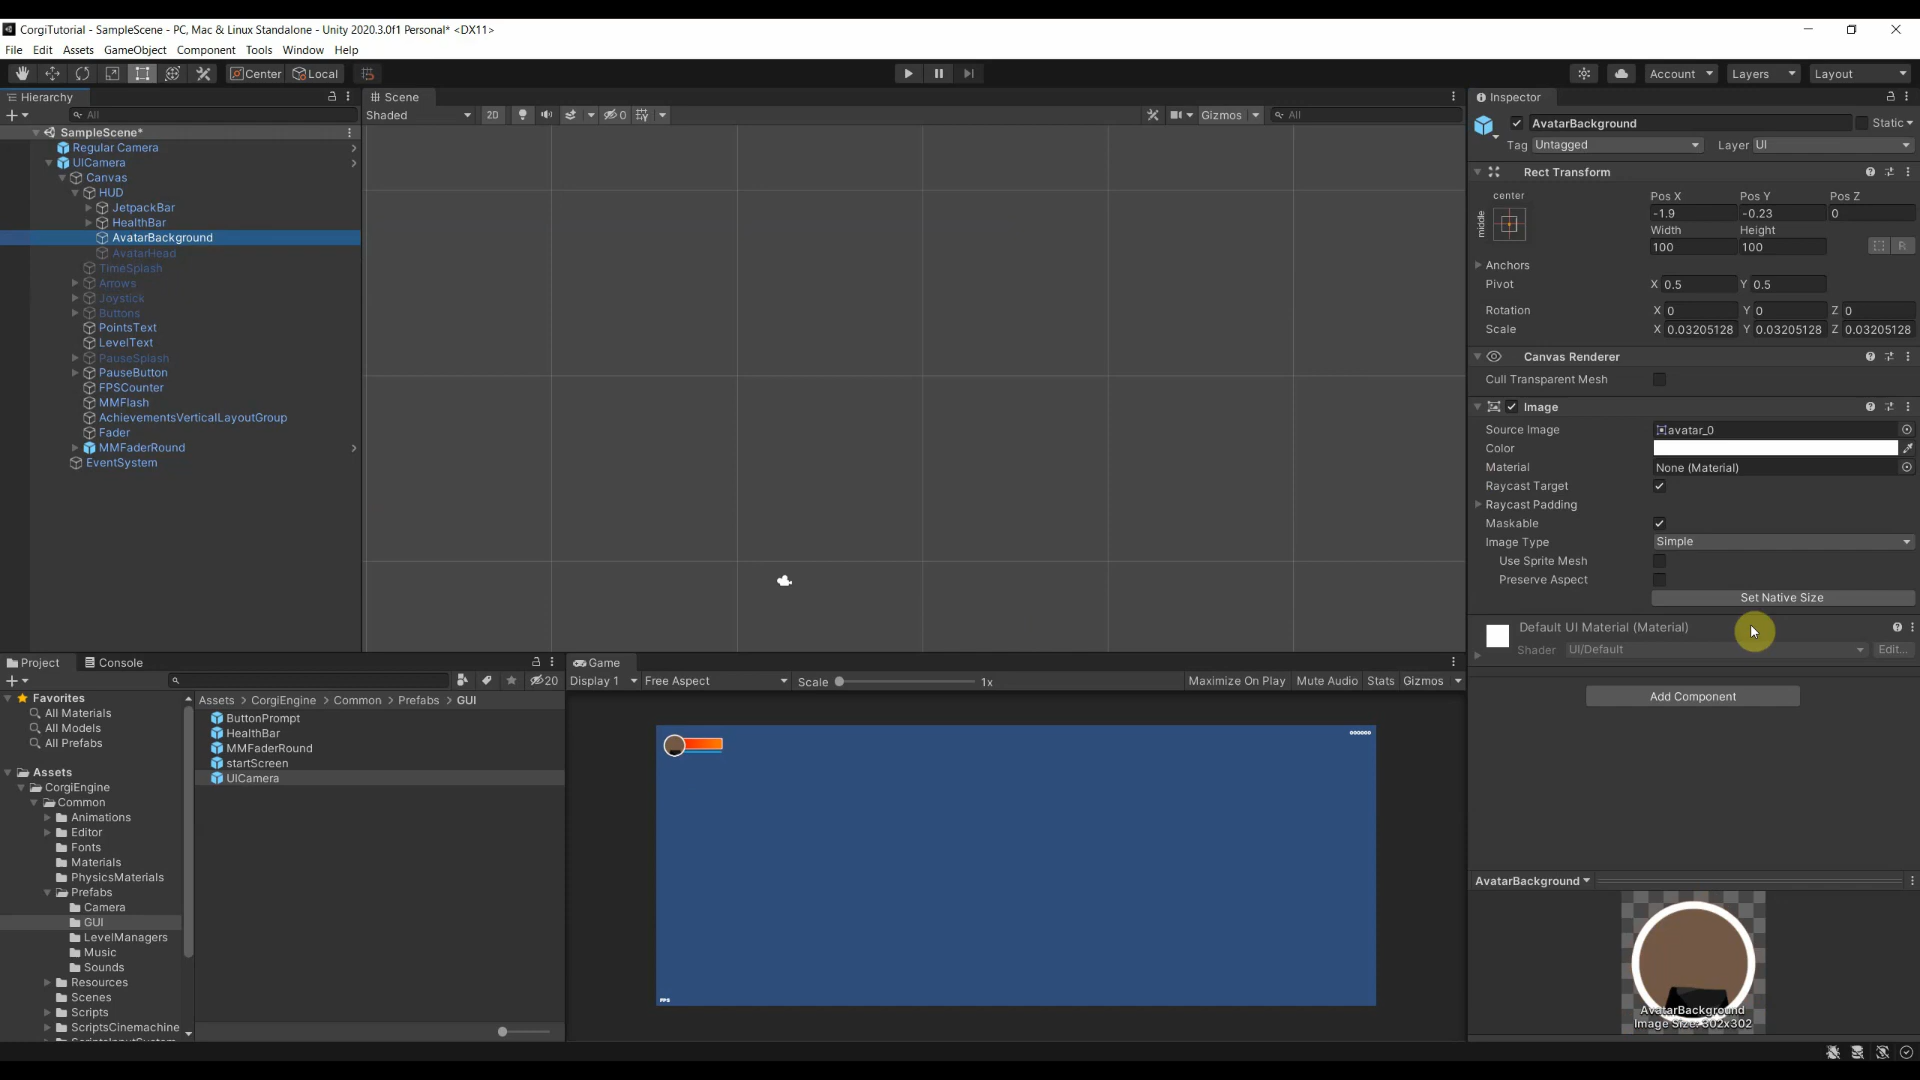 CorgiTutorial - SampleScene - PC, Mac & Linux Standalone - Unity 2020.3.0f1 Personal* <DX11>
File Edit Assets GameObject Component Tools Window Help
Center Local Account Layers Layout
Hierarchy
All
SampleScene*
Regular Camera
UICamera
Canvas
HUD
JetpackBar
HealthBar
AvatarBackground
AvatarHead
TimeSplash
Arrows
Joystick
Buttons
PointsText
LevelText
PauseSplash
PauseButton
FPSCounter
MMFlash
AchievementsVerticalLayoutGroup
Fader
MMFaderRound
EventSystem
Scene
Shaded 2D 0 Gizmos All
Inspector
AvatarBackground Static
Tag Untagged Layer UI
Rect Transform
center
middle
Pos X Pos Y Pos Z
-1.9 -0.23 0
Width Height
100 100 R
Anchors
Pivot X 0.5 Y 0.5
Rotation X 0 Y 0 Z 0
Scale X 0.03205128 Y 0.03205128 Z 0.03205128
Canvas Renderer
Cull Transparent Mesh
Image
Source Image avatar_0
Color
Material None (Material)
Raycast Target
Raycast Padding
Maskable
Image Type Simple
Use Sprite Mesh
Preserve Aspect
Set Native Size
Default UI Material (Material)
Shader UI/Default Edit...
Add Component
AvatarBackground
AvatarBackground
Image Size: 302x302
Project Console
20
Favorites
All Materials
All Models
All Prefabs
Assets
CorgiEngine
Common
Animations
Editor
Fonts
Materials
PhysicsMaterials
Prefabs
Camera
GUI
LevelManagers
Music
Sounds
Resources
Scenes
Scripts
ScriptsCinemachine
Assets > CorgiEngine > Common > Prefabs > GUI
ButtonPrompt
HealthBar
MMFaderRound
startScreen
UICamera
Game
Display 1 Free Aspect Scale 1x Maximize On Play Mute Audio Stats Gizmos
000000
FPS